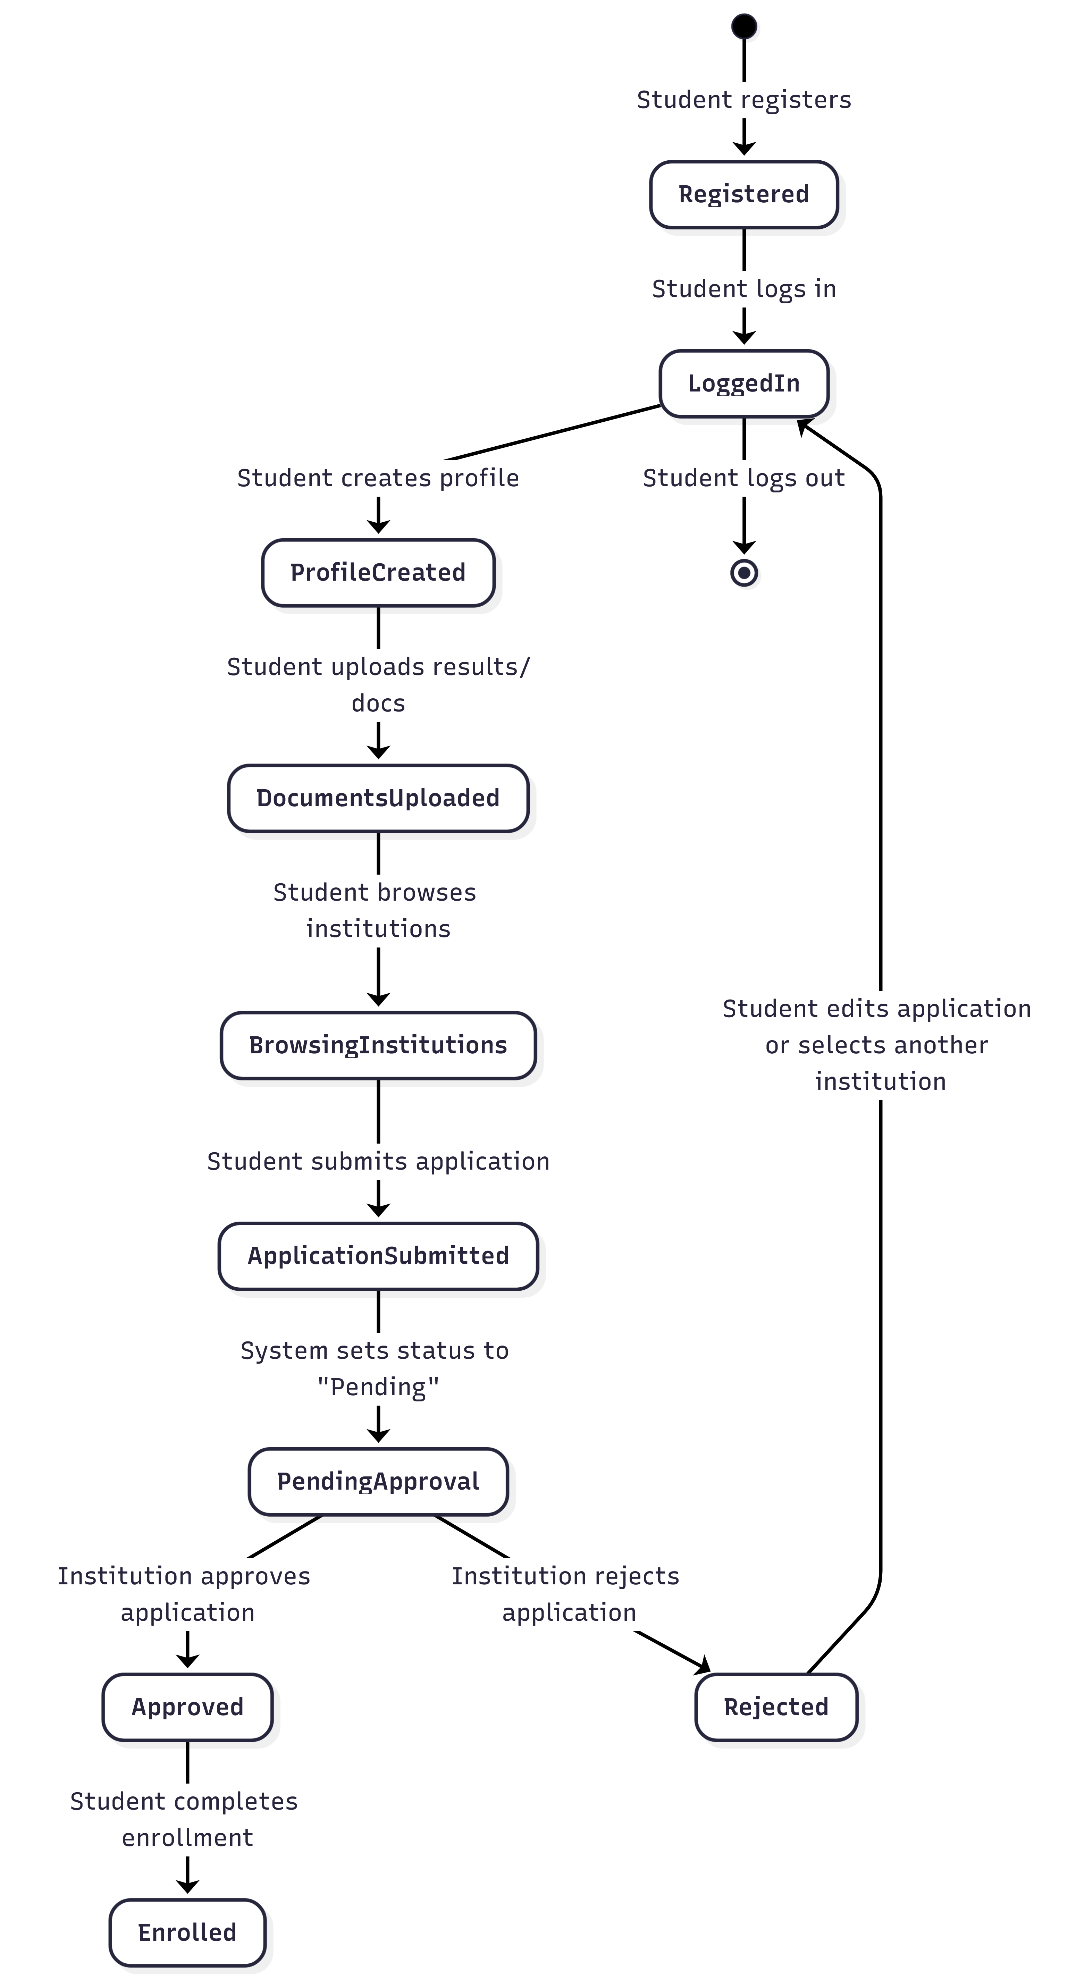 Student registers
Registered
Student logs in
LoggedIn
Student creates profile
Student logs out
ProfileCreated
Student uploads results/
docs
DocumentsUploaded
Student browses
institutions
BrowsingInstitutions
Student edits application
or selects another
institution
Student submits application
ApplicationSubmitted
System sets status to
"Pending"
PendingApproval
Institution approves
application
Institution rejects
application
Approved
Rejected
Student completes
enrollment
Enrolled